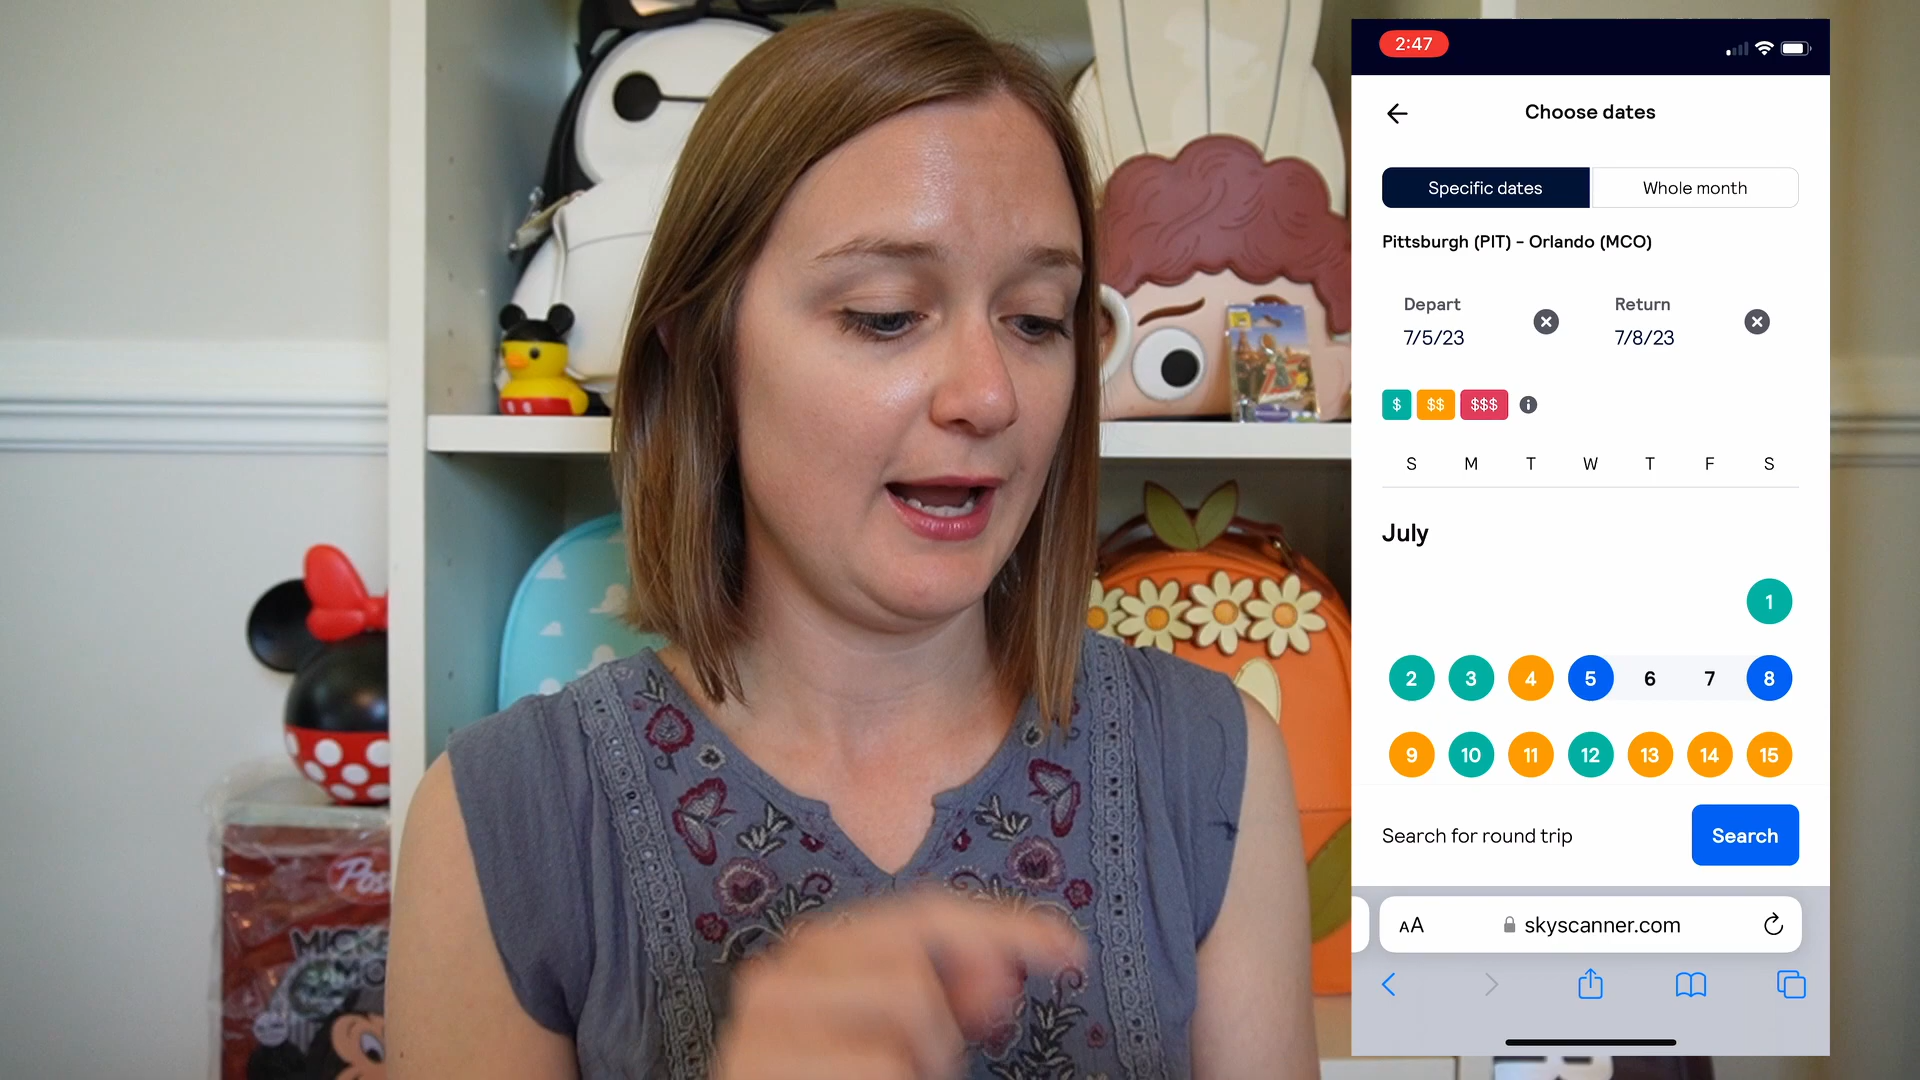 2:47
Choose dates
Specific dates
Whole month
Pittsburgh (PIT) - Orlando (MCO)
Depart
7/5/23
Return
7/8/23
$ $$ $$$
S M T W T F S
July
1
2 3 4 5 6 7 8
9 10 11 12 13 14 15
Search for round trip
Search
AA
skyscanner.com
Pos
MICKE